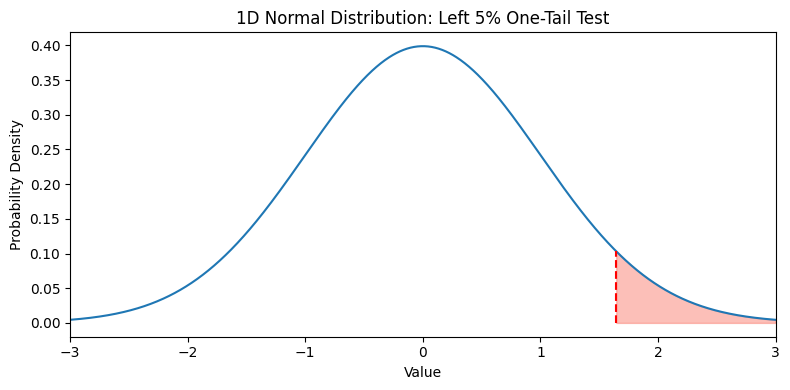 1D Normal Distribution: Left 5% One-Tail Test
Probability Density
0.40
0.35
0.30
0.25
0.20
0.15
0.10
0.05
0.00
−3 −2 −1 0 1 2 3
Value